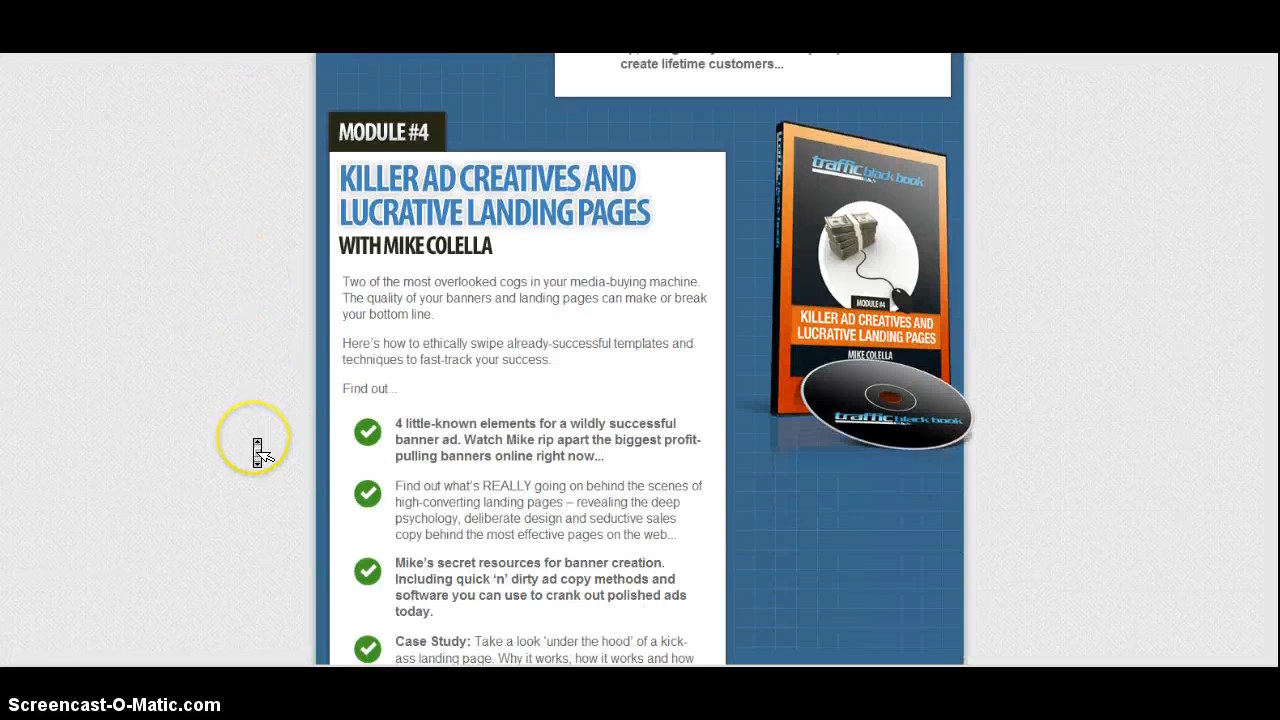 create lifetime customers...
MODULE #4
KILLER AD CREATIVES AND
LUCRATIVE LANDING PAGES
WITH MIKE COLELLA
Two of the most overlooked cogs in your media-buying machine.
The quality of your banners and landing pages can make or break
your bottom line.
Here's how to ethically swipe already-successful templates and
techniques to fast-track your success.
Find out...
4 little-known elements for a wildly successful
banner ad. Watch Mike rip apart the biggest profit-
pulling banners online right now...
Find out what's REALLY going on behind the scenes of
high-converting landing pages – revealing the deep
psychology, deliberate design and seductive sales
copy behind the most effective pages on the web...
Mike's secret resources for banner creation.
Including quick 'n' dirty ad copy methods and
software you can use to crank out polished ads
today.
Case Study: Take a look 'under the hood' of a kick-
ass landing page. Why it works, how it works and how
traffic black book
MODULE #4
KILLER AD CREATIVES AND
LUCRATIVE LANDING PAGES
MIKE COLELLA
traffic black book
Screencast-O-Matic.com